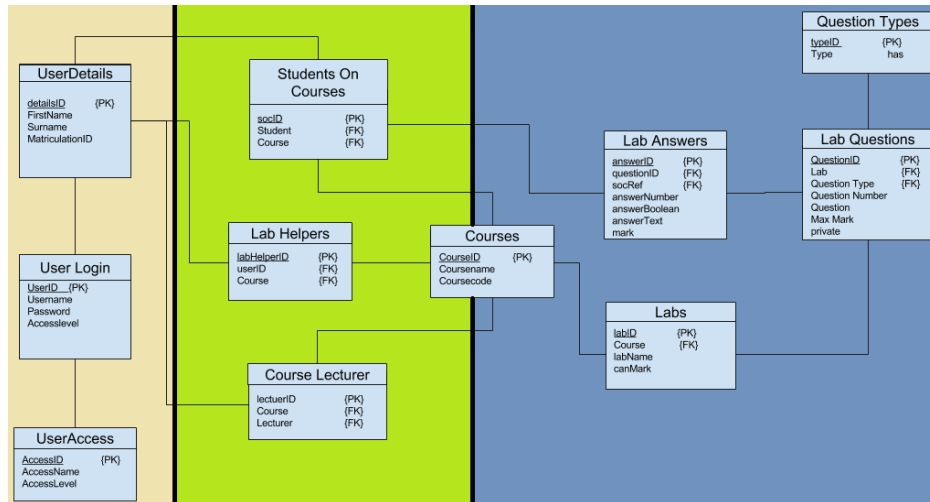 UserDetails
detailsID {PK}
FirstName
Surname
MatriculationID
User Login
UserID {PK}
Username
Password
Accesslevel
UserAccess
AccessID {PK}
AccessName
AccessLevel
Students On
Courses
socID {PK}
Student {FK}
Course {FK}
Lab Helpers
labHelperID {PK}
userID {FK}
Course {FK}
Course Lecturer
lectuerID {PK}
Course {FK}
Lecturer {FK}
Courses
CourseID {PK}
Coursename
Coursecode
Lab Answers
answerID {PK}
questionID {FK}
socRef {FK}
answerNumber
answerBoolean
answerText
mark
Labs
labID {PK}
Course {FK}
labName
canMark
Question Types
typeID {PK}
Type has
Lab Questions
QuestionID {PK}
Lab {FK}
Question Type {FK}
Question Number
Question
Max Mark
private